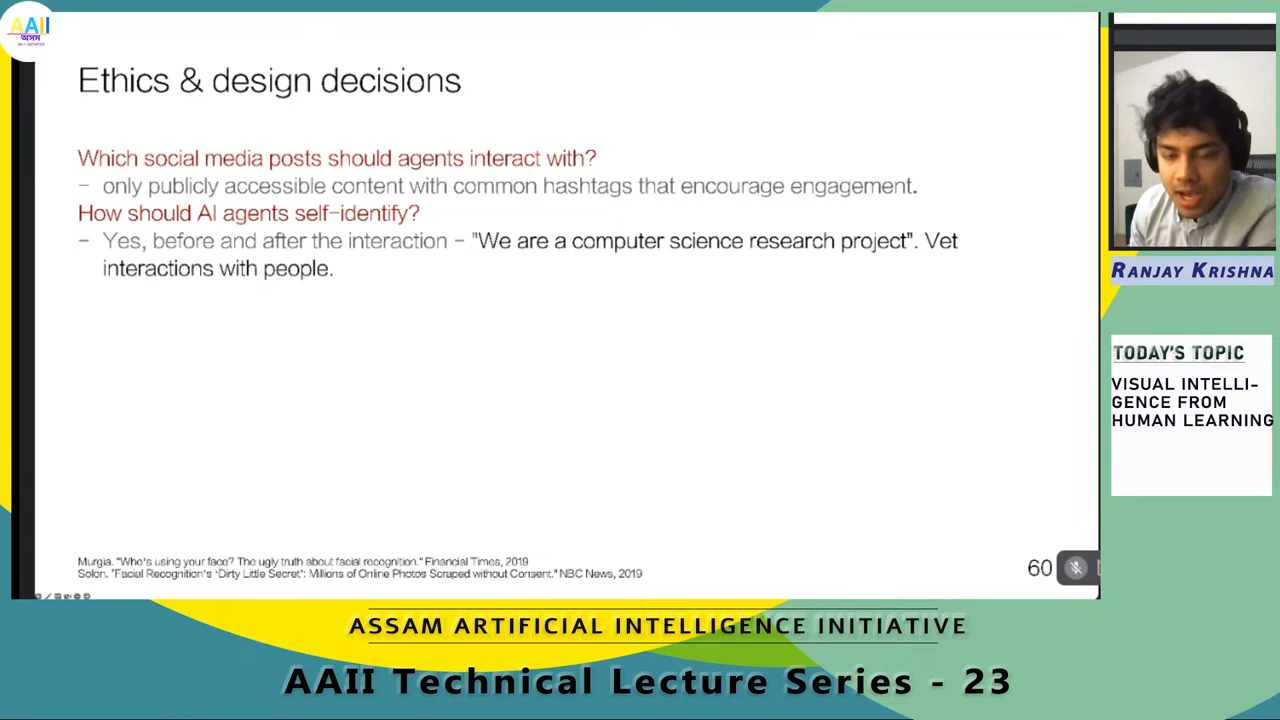 AAII
অসম
Ethics & design decisions
Which social media posts should agents interact with?
- only publicly accessible content with common hashtags that encourage engagement.
How should AI agents self-identify?
- Yes, before and after the interaction - "We are a computer science research project". Vet
interactions with people.
Murgia. "Who's using your face? The ugly truth about facial recognition." Financial Times, 2019
Solon. "Facial Recognition's 'Dirty Little Secret': Millions of Online Photos Scraped without Consent." NBC News, 2019
60
RANJAY KRISHNA
TODAY'S TOPIC
VISUAL INTELLI-
GENCE FROM
HUMAN LEARNING
ASSAM ARTIFICIAL INTELLIGENCE INITIATIVE
AAII Technical Lecture Series - 23